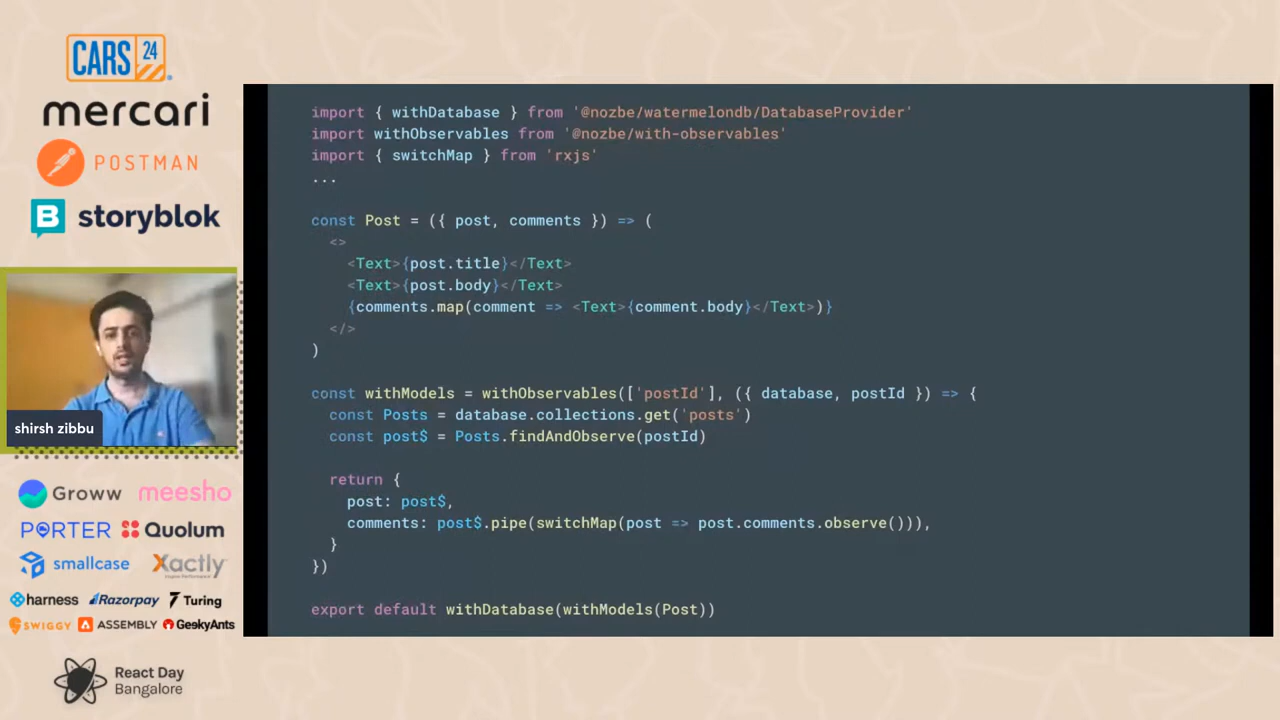 CARS 24
mercari
POSTMAN
B storyblok
shirsh zibbu
Groww meesho
PORTER Quolum
smallcase Xactly
harness Razorpay Turing
SWIGGY ASSEMBLY GeekyAnts
React Day
Bangalore
import { withDatabase } from '@nozbe/watermelondb/DatabaseProvider'
import withObservables from '@nozbe/with-observables'
import { switchMap } from 'rxjs'
...
const Post = ({ post, comments }) => (
<>
<Text>{post.title}</Text>
<Text>{post.body}</Text>
{comments.map(comment => <Text>{comment.body}</Text>)}
</>
)
const withModels = withObservables(['postId'], ({ database, postId }) => {
const Posts = database.collections.get('posts')
const post$ = Posts.findAndObserve(postId)
return {
post: post$,
comments: post$.pipe(switchMap(post => post.comments.observe())),
}
})
export default withDatabase(withModels(Post))